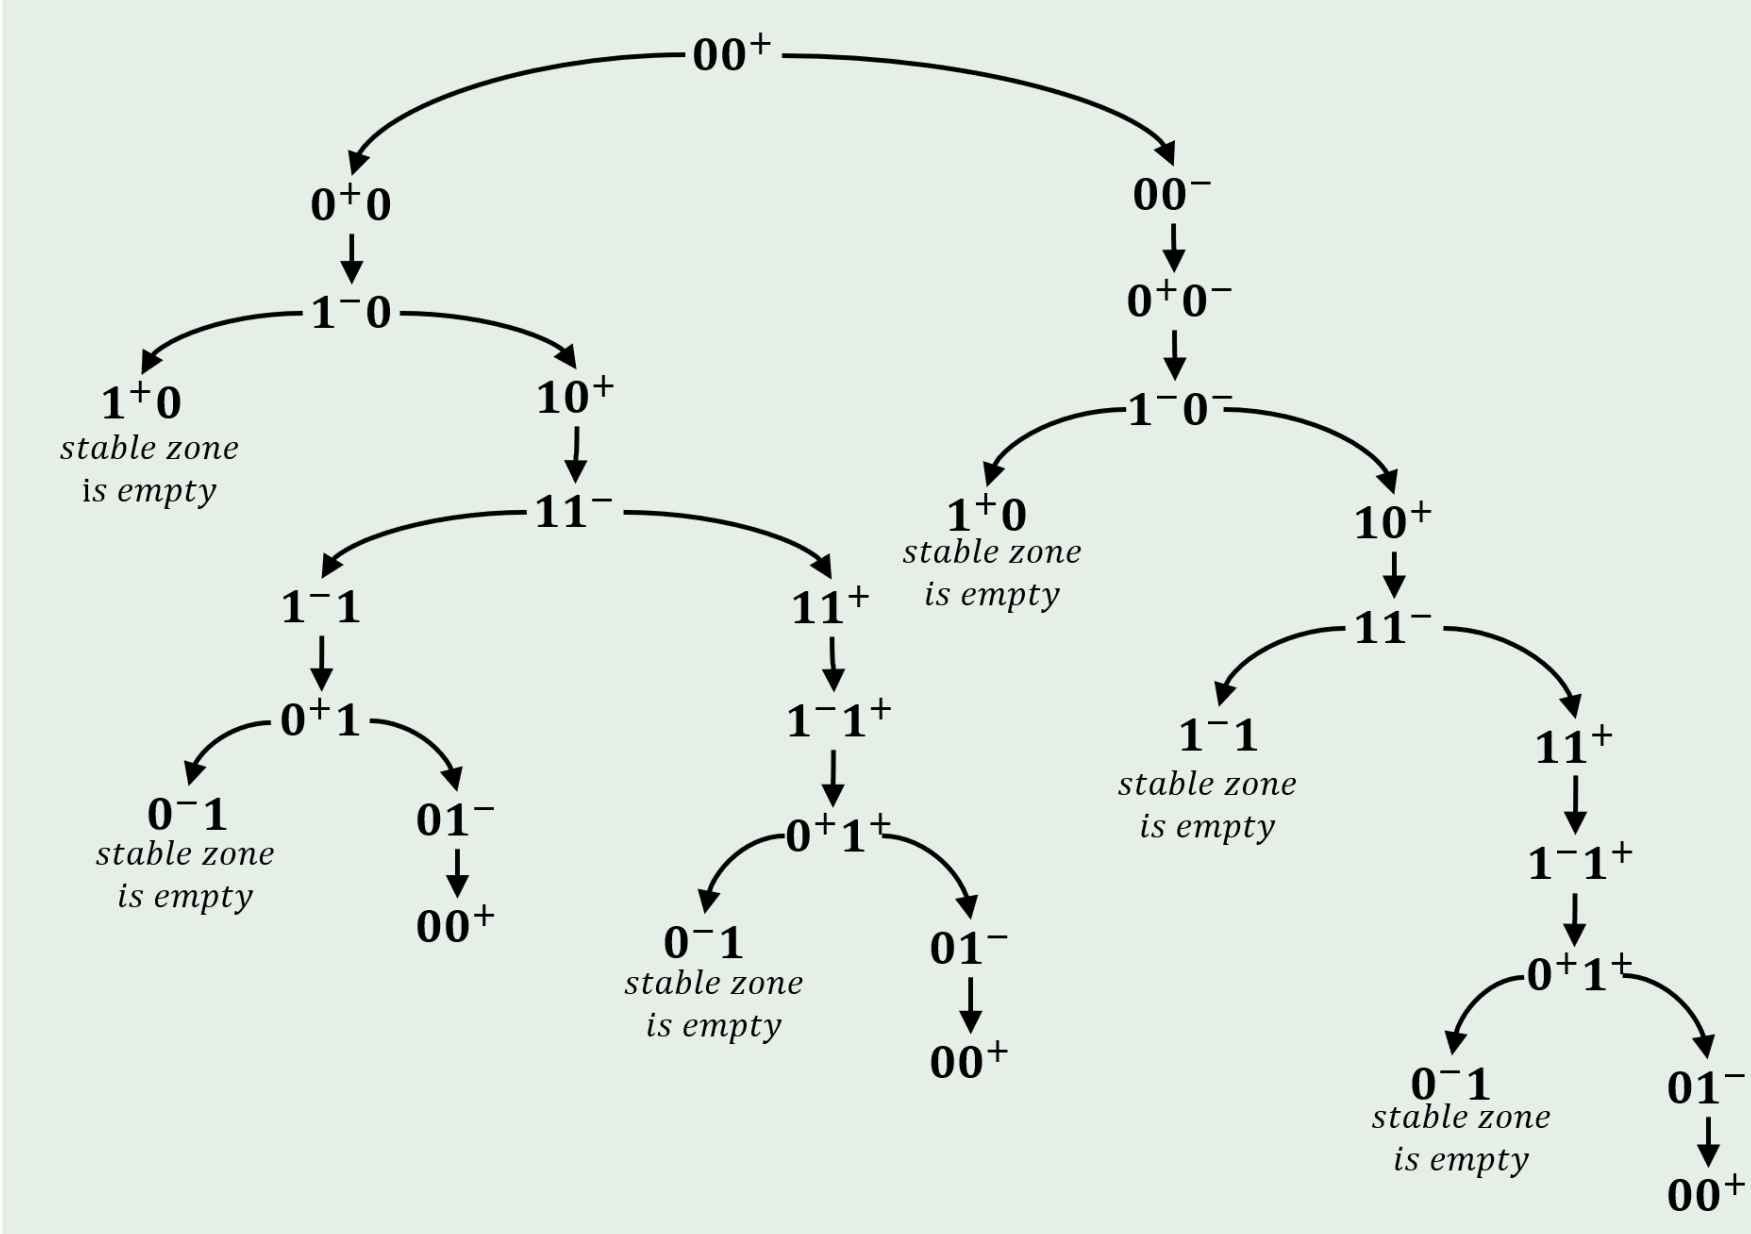 00⁺
0⁺0
00⁻
0⁺0⁻
1⁻0
1⁺0
stable zone
is empty
10⁺
1⁻0⁻
11⁻
1⁺0
stable zone
is empty
10⁺
1⁻1
11⁺
11⁻
0⁺1
1⁻1⁺
1⁻1
stable zone
is empty
11⁺
0⁻1
stable zone
is empty
01⁻
0⁺1⁺
1⁻1⁺
00⁺
0⁻1
stable zone
is empty
01⁻
0⁺1⁺
00⁺
0⁻1
stable zone
is empty
01⁻
00⁺